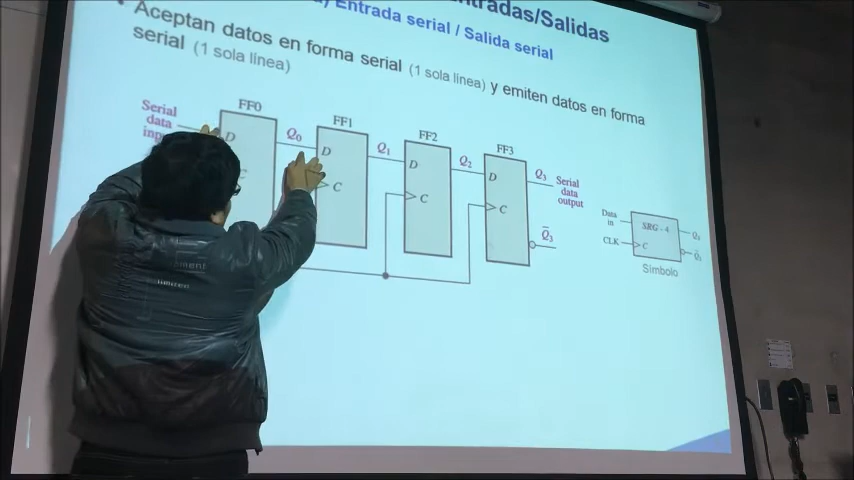 Entradas/Salidas
Entrada serial / Salida serial
Aceptan datos en forma serial (1 sola línea) y emiten datos en forma
serial (1 sola línea)
Serial
data
FF0
D
C
Q0
FF1
D
C
Q1
FF2
D
C
Q2
FF3
D
C
Q3
Serial
data
output
Q̅3
Data
in
CLK
SRG - 4
C
Símbolo